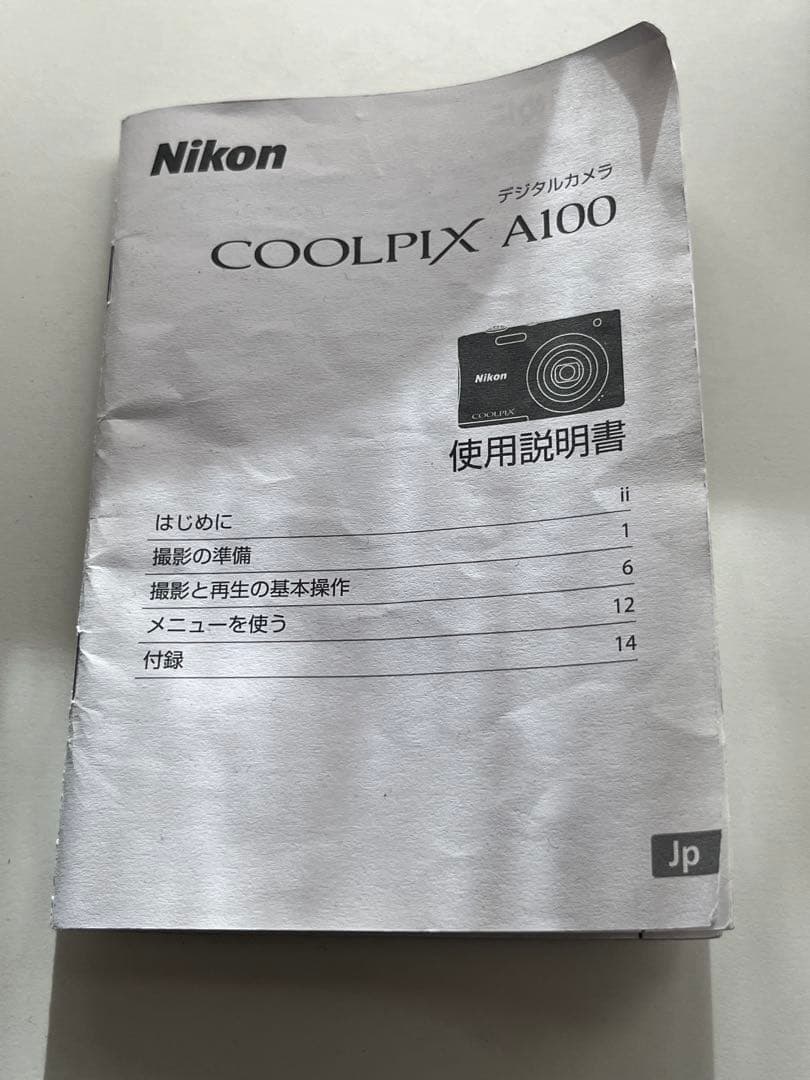 Nikon
デジタルカメラ
COOLPIX A100
Nikon
COOLPIX
使用説明書
はじめに ii
撮影の準備 1
撮影と再生の基本操作 6
メニューを使う 12
付録 14
Jp